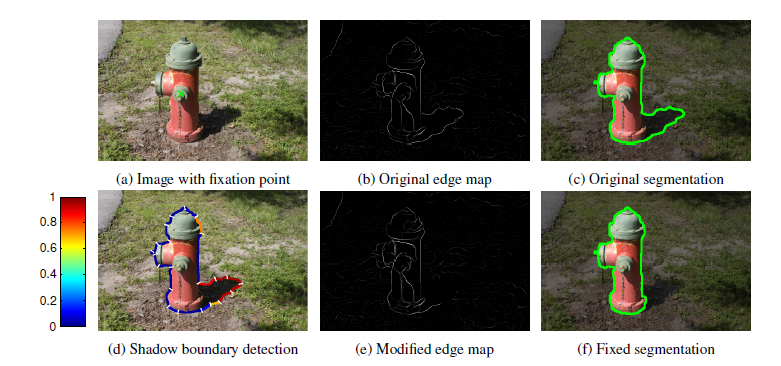 (a) Image with fixation point
(b) Original edge map
(c) Original segmentation
1
0.8
0.6
0.4
0.2
0
(d) Shadow boundary detection
(e) Modified edge map
(f) Fixed segmentation